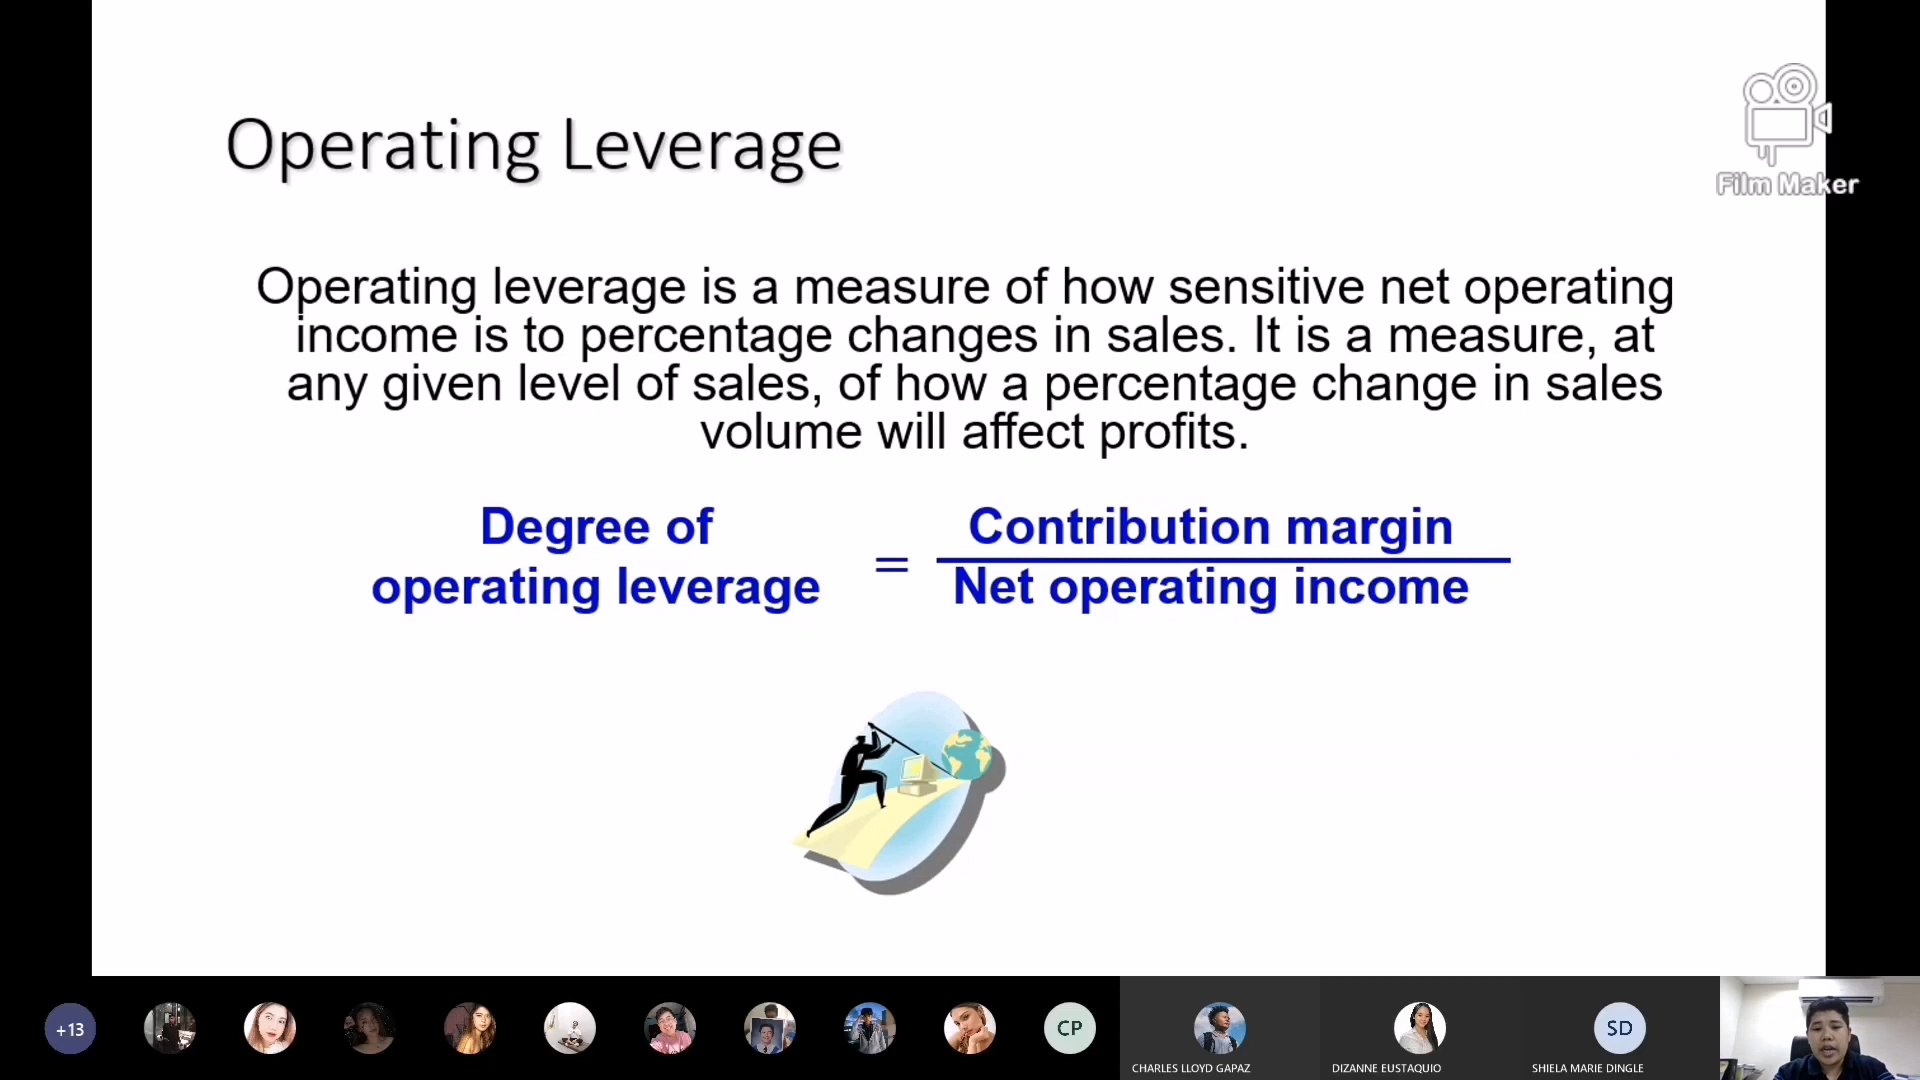 Operating Leverage
Film Maker
Operating leverage is a measure of how sensitive net operating
income is to percentage changes in sales. It is a measure, at
any given level of sales, of how a percentage change in sales
volume will affect profits.
Degree of
operating leverage
=
Contribution margin
Net operating income
+13
CP
CHARLES LLOYD GAPAZ
DIZANNE EUSTAQUIO
SD
SHIELA MARIE DINGLE